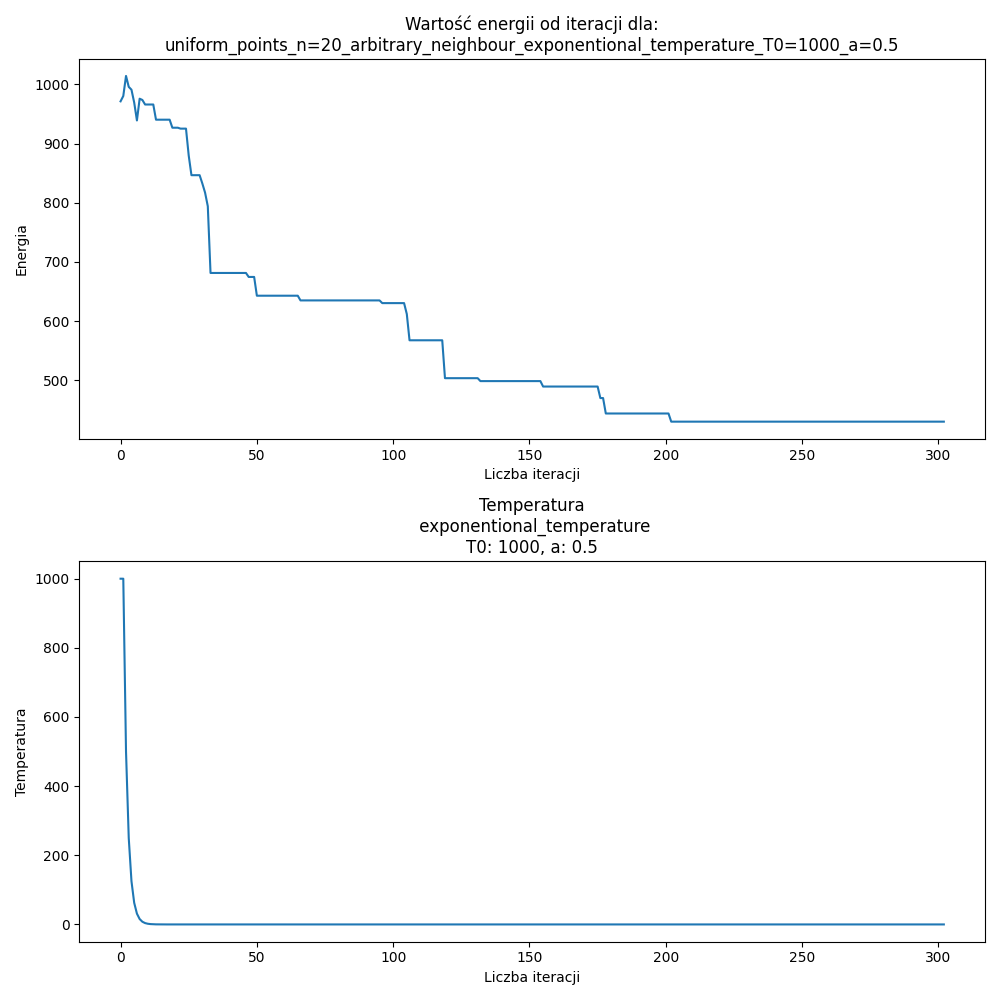 Wartość energii od iteracji dla:
uniform_points_n=20_arbitrary_neighbour_exponentional_temperature_T0=1000_a=0.5
1000
900
800
700
600
500
Energia
0 50 100 150 200 250 300
Liczba iteracji
Temperatura
exponentional_temperature
T0: 1000, a: 0.5
1000
800
600
400
200
0
Temperatura
0 50 100 150 200 250 300
Liczba iteracji